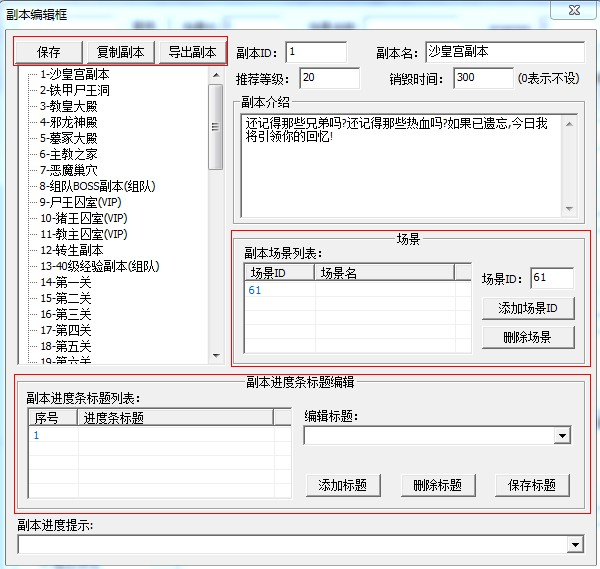 副本编辑框
保存 复制副本 导出副本
副本ID: 1 副本名: 沙皇宫副本
推荐等级: 20 销毁时间: 300 (0表示不设)
1-沙皇宫副本
2-铁甲尸王洞
3-教皇大殿
4-邪龙神殿
5-墓冢大殿
6-主教之家
7-恶魔巢穴
8-组队BOSS副本(组队)
9-尸王囚室(VIP)
10-猪王囚室(VIP)
11-教主囚室(VIP)
12-转生副本
13-40级经验副本(组队)
14-第一关
15-第二关
16-第三关
17-第四关
18-第五关
19-第六关
副本介绍
还记得那些兄弟吗?还记得那些热血吗?如果已遗忘,今日我
将引领你的回忆!
场景
副本场景列表:
场景ID 场景名
61
场景ID: 61
添加场景ID
删除场景
副本进度条标题编辑
副本进度条标题列表:
序号 进度条标题
1
编辑标题:
添加标题 删除标题 保存标题
副本进度提示: